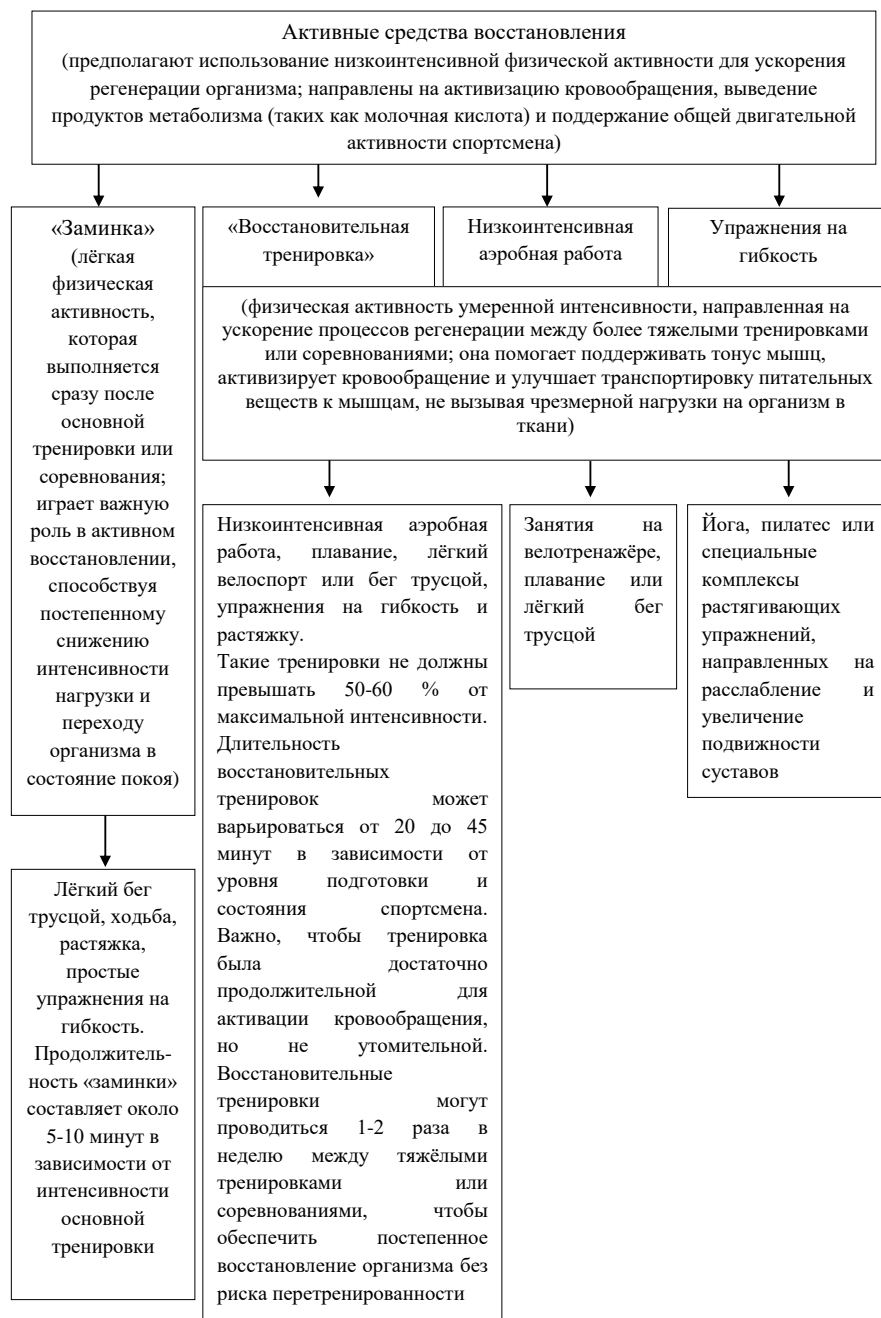 Активные средства восстановления
(предполагают использование низкоинтенсивной физической активности для ускорения
регенерации организма; направлены на активизацию кровообращения, выведение
продуктов метаболизма (таких как молочная кислота) и поддержание общей двигательной
активности спортсмена)
«Заминка»
(лёгкая
физическая
активность,
которая
выполняется
сразу после
основной
тренировки или
соревнования;
играет важную
роль в активном
восстановлении,
способствуя
постепенному
снижению
интенсивности
нагрузки и
переходу
организма в
состояние покоя)
«Восстановительная
тренировка»
Низкоинтенсивная
аэробная работа
Упражнения на
гибкость
(физическая активность умеренной интенсивности, направленная на
ускорение процессов регенерации между более тяжелыми тренировками
или соревнованиями; она помогает поддерживать тонус мышц,
активизирует кровообращение и улучшает транспортировку питательных
веществ к мышцам, не вызывая чрезмерной нагрузки на организм в
ткани)
Лёгкий бег
трусцой, ходьба,
растяжка,
простые
упражнения на
гибкость.
Продолжитель-
ность «заминки»
составляет около
5-10 минут в
зависимости от
интенсивности
основной
тренировки
Низкоинтенсивная аэробная
работа, плавание, лёгкий
велоспорт или бег трусцой,
упражнения на гибкость и
растяжку.
Такие тренировки не должны
превышать 50-60 % от
максимальной интенсивности.
Длительность
восстановительных
тренировок может
варьироваться от 20 до 45
минут в зависимости от
уровня подготовки и
состояния спортсмена.
Важно, чтобы тренировка
была достаточно
продолжительной для
активации кровообращения,
но не утомительной.
Восстановительные
тренировки могут
проводиться 1-2 раза в
неделю между тяжёлыми
тренировками или
соревнованиями, чтобы
обеспечить постепенное
восстановление организма без
риска перетренированности
Занятия на
велотренажёре,
плавание или
лёгкий бег
трусцой
Йога, пилатес или
специальные
комплексы
растягивающих
упражнений,
направленных на
расслабление и
увеличение
подвижности
суставов